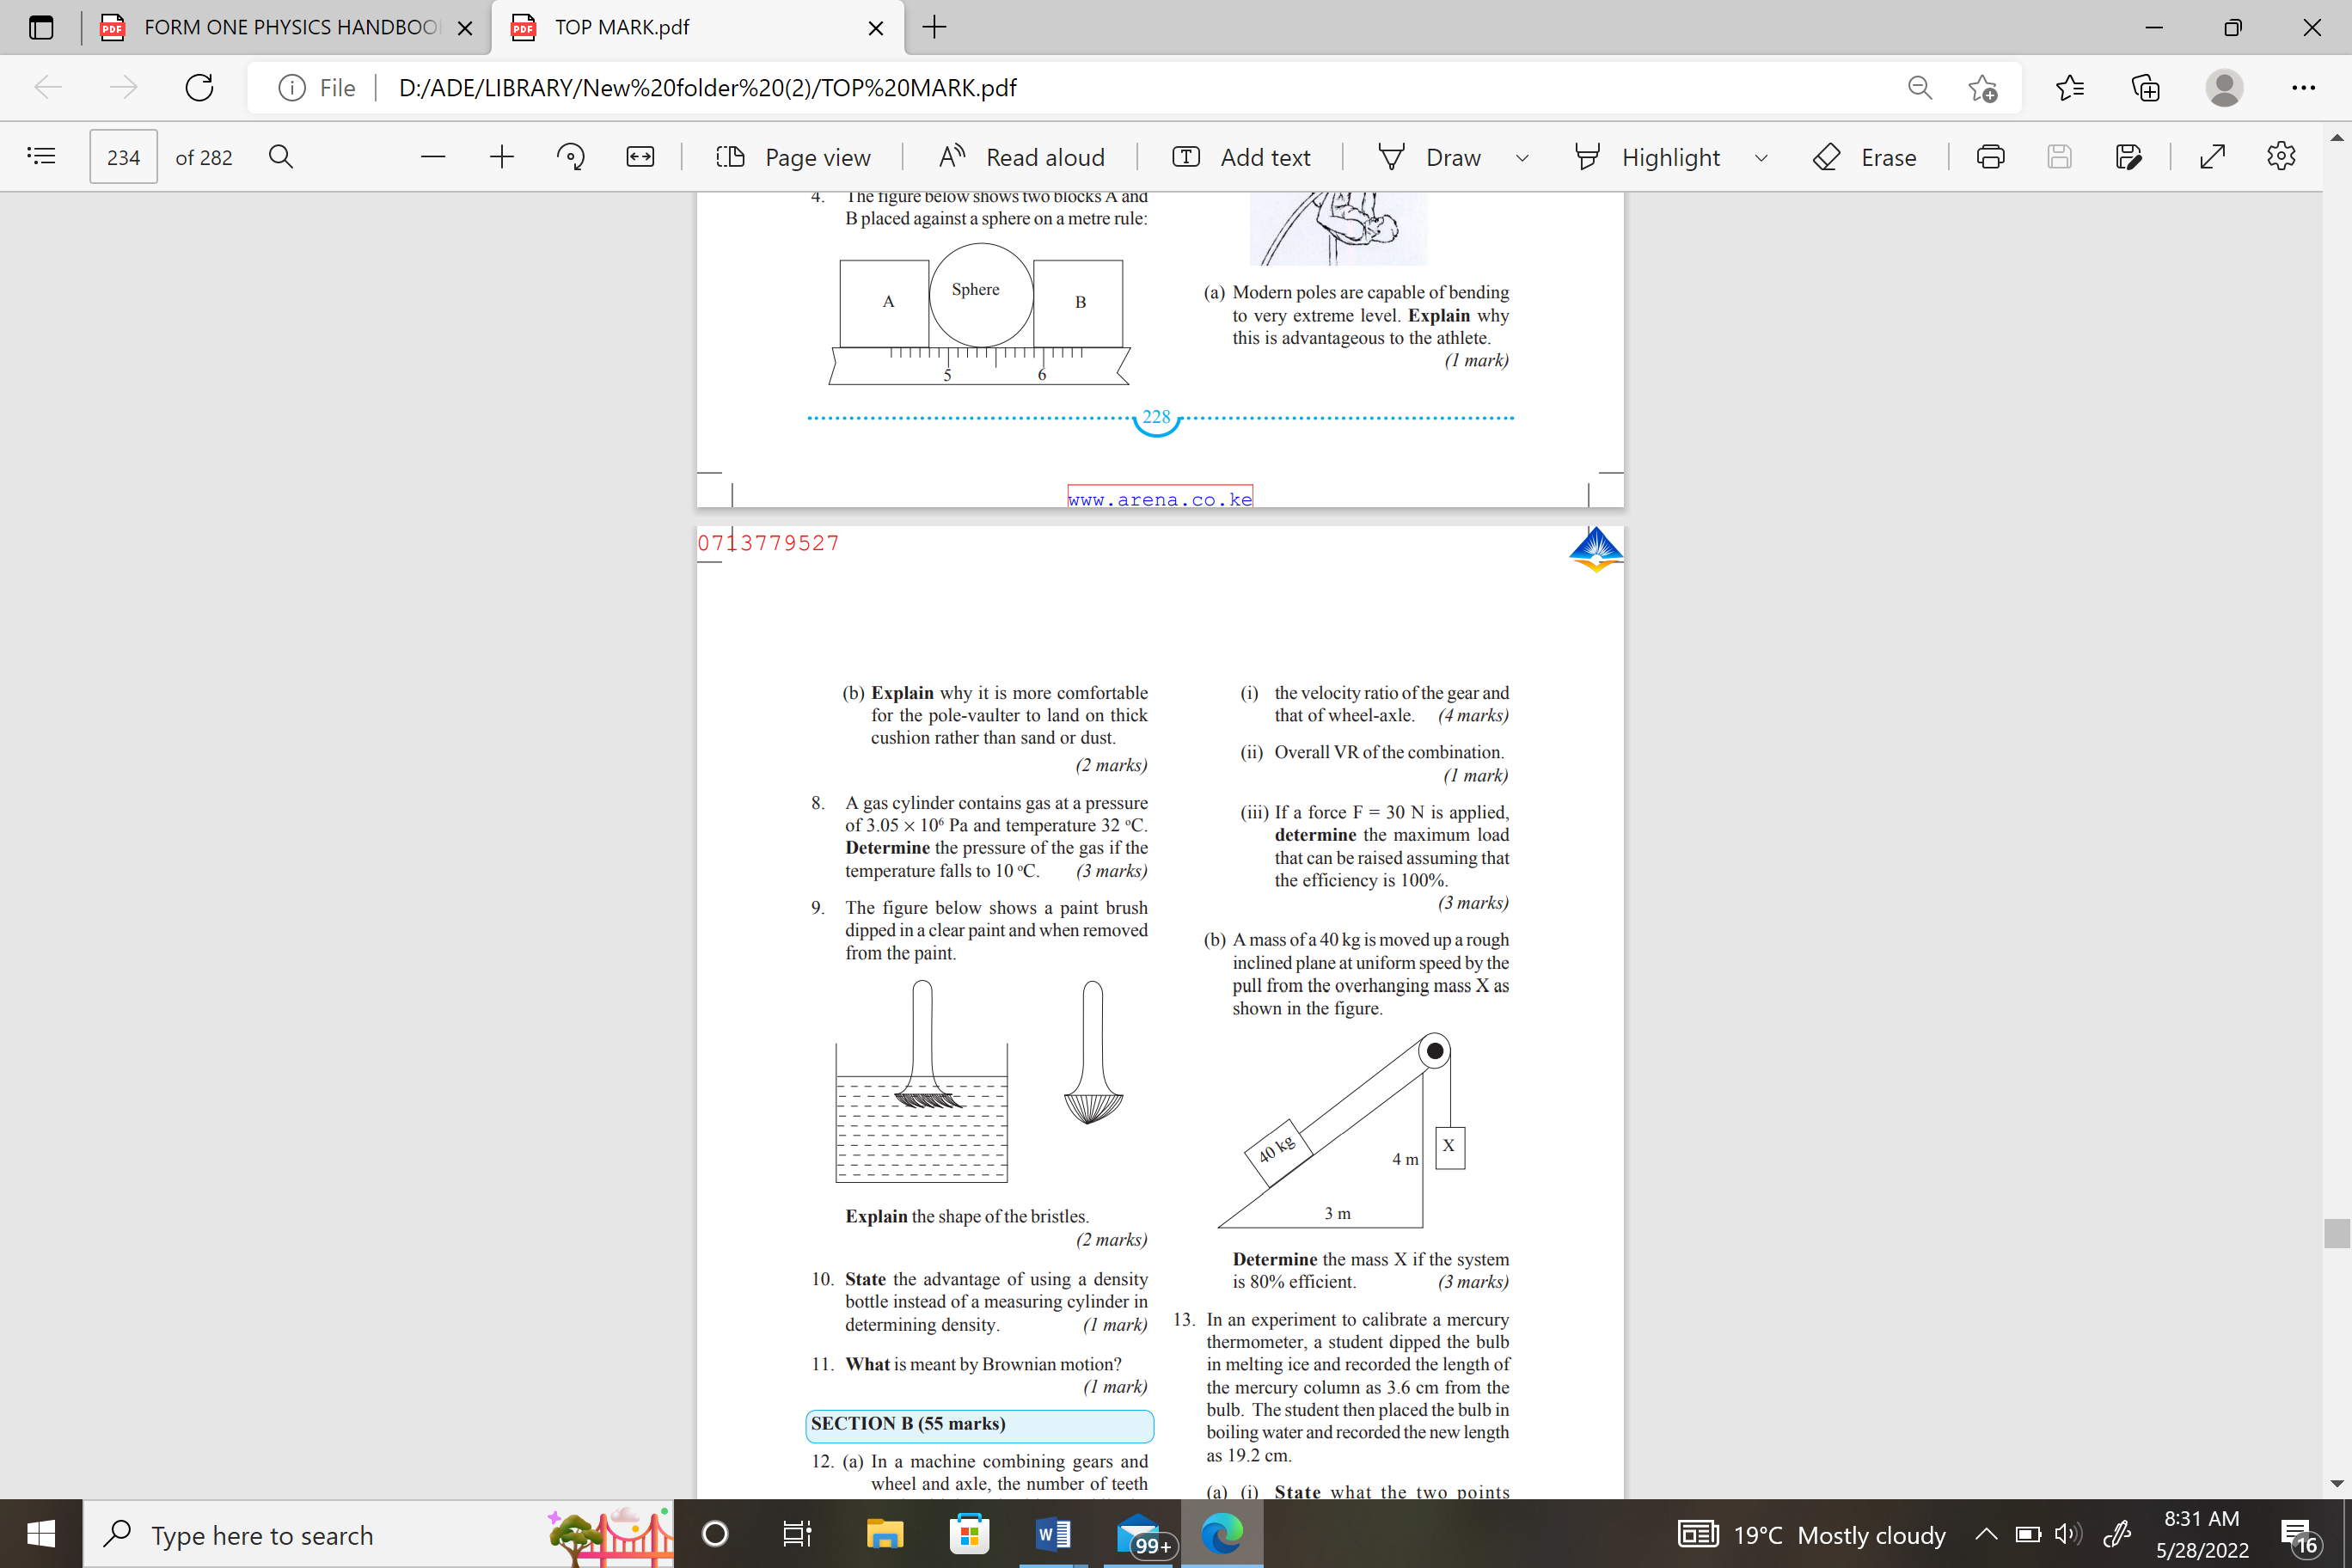 FORM ONE PHYSICS HANDBOO
TOP MARK.pdf
File
D:/ADE/LIBRARY/New%20folder%20(2)/TOP%20MARK.pdf
234 of 282
Page view
Read aloud
Add text
Draw
Highlight
Erase
4. The figure below shows two blocks A and
B placed against a sphere on a metre rule:
A
Sphere
B
5
6
(a) Modern poles are capable of bending
to very extreme level. Explain why
this is advantageous to the athlete.
(1 mark)
228
www.arena.co.ke
0713779527
(b) Explain why it is more comfortable
for the pole-vaulter to land on thick
cushion rather than sand or dust.
(2 marks)
8. A gas cylinder contains gas at a pressure
of 3.05 × 10⁶ Pa and temperature 32 ºC.
Determine the pressure of the gas if the
temperature falls to 10 ºC. (3 marks)
9. The figure below shows a paint brush
dipped in a clear paint and when removed
from the paint.
Explain the shape of the bristles.
(2 marks)
10. State the advantage of using a density
bottle instead of a measuring cylinder in
determining density. (1 mark)
11. What is meant by Brownian motion?
(1 mark)
SECTION B (55 marks)
12. (a) In a machine combining gears and
wheel and axle, the number of teeth
(i) the velocity ratio of the gear and
that of wheel-axle. (4 marks)
(ii) Overall VR of the combination.
(1 mark)
(iii) If a force F = 30 N is applied,
determine the maximum load
that can be raised assuming that
the efficiency is 100%.
(3 marks)
(b) A mass of a 40 kg is moved up a rough
inclined plane at uniform speed by the
pull from the overhanging mass X as
shown in the figure.
40 kg
4 m
X
3 m
Determine the mass X if the system
is 80% efficient. (3 marks)
13. In an experiment to calibrate a mercury
thermometer, a student dipped the bulb
in melting ice and recorded the length of
the mercury column as 3.6 cm from the
bulb. The student then placed the bulb in
boiling water and recorded the new length
as 19.2 cm.
(a) (i) State what the two points
Type here to search
99+
19°C Mostly cloudy
8:31 AM
5/28/2022
16